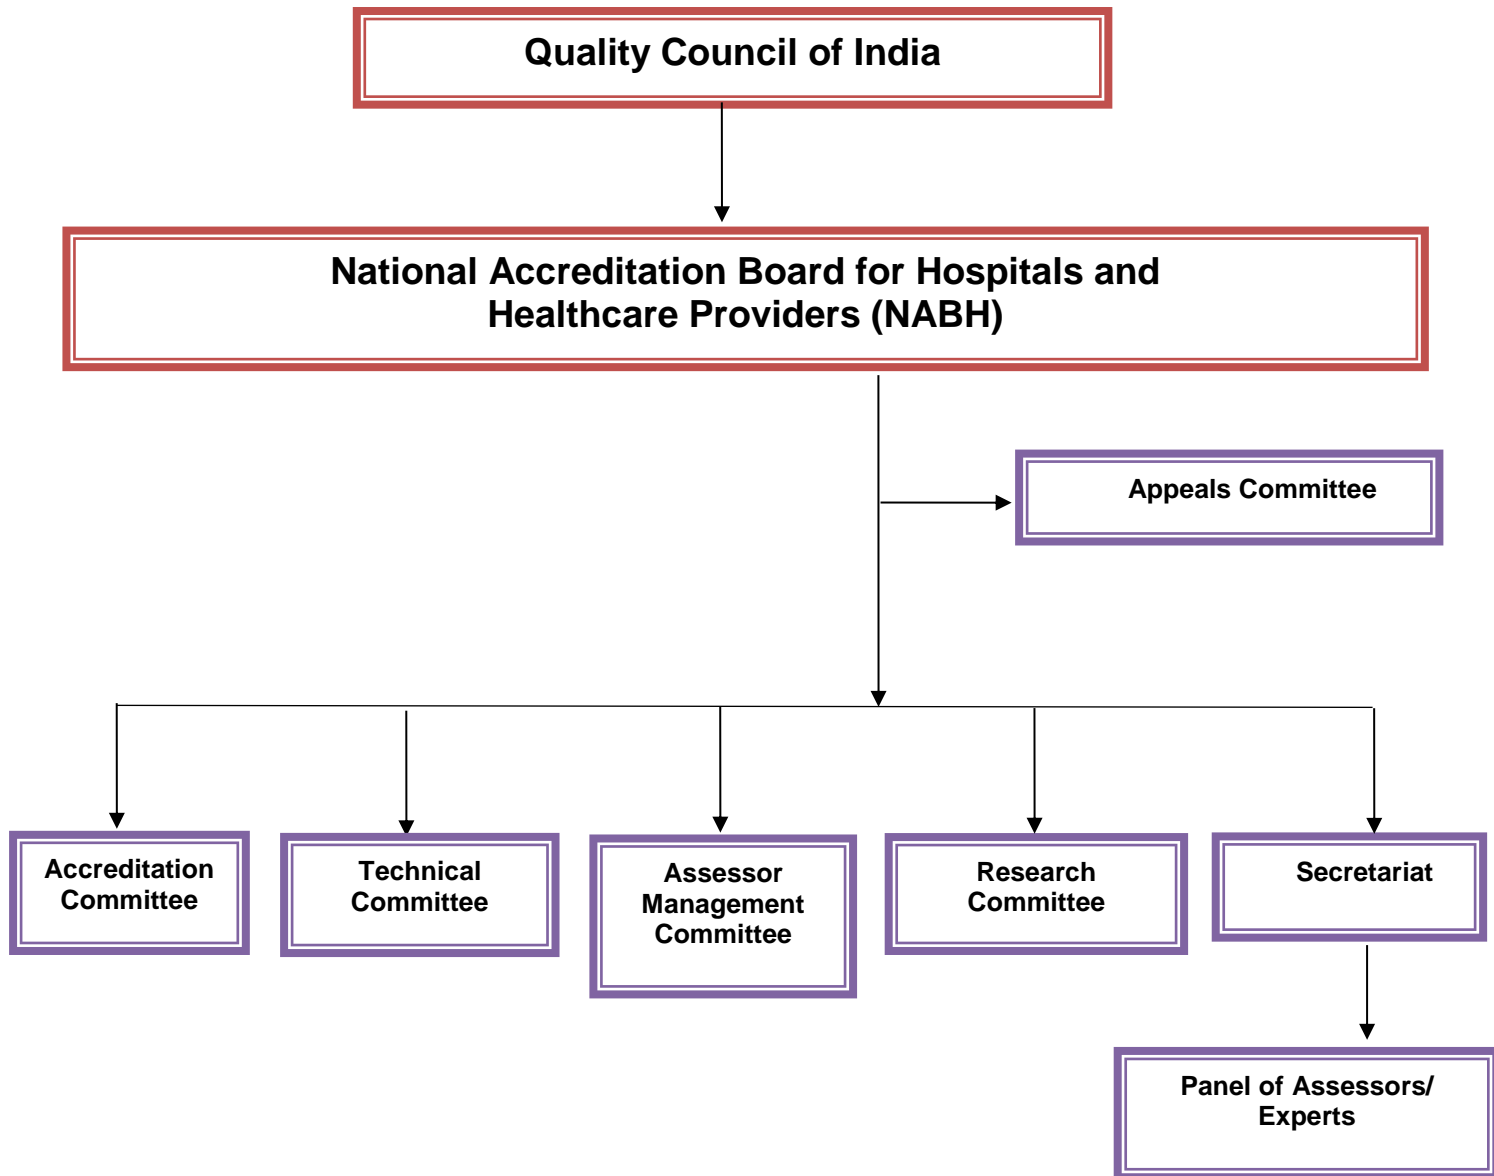 Quality Council of India
National Accreditation Board for Hospitals and
Healthcare Providers (NABH)
Appeals Committee
Accreditation
Committee
Technical
Committee
Assessor
Management
Committee
Research
Committee
Secretariat
Panel of Assessors/
Experts